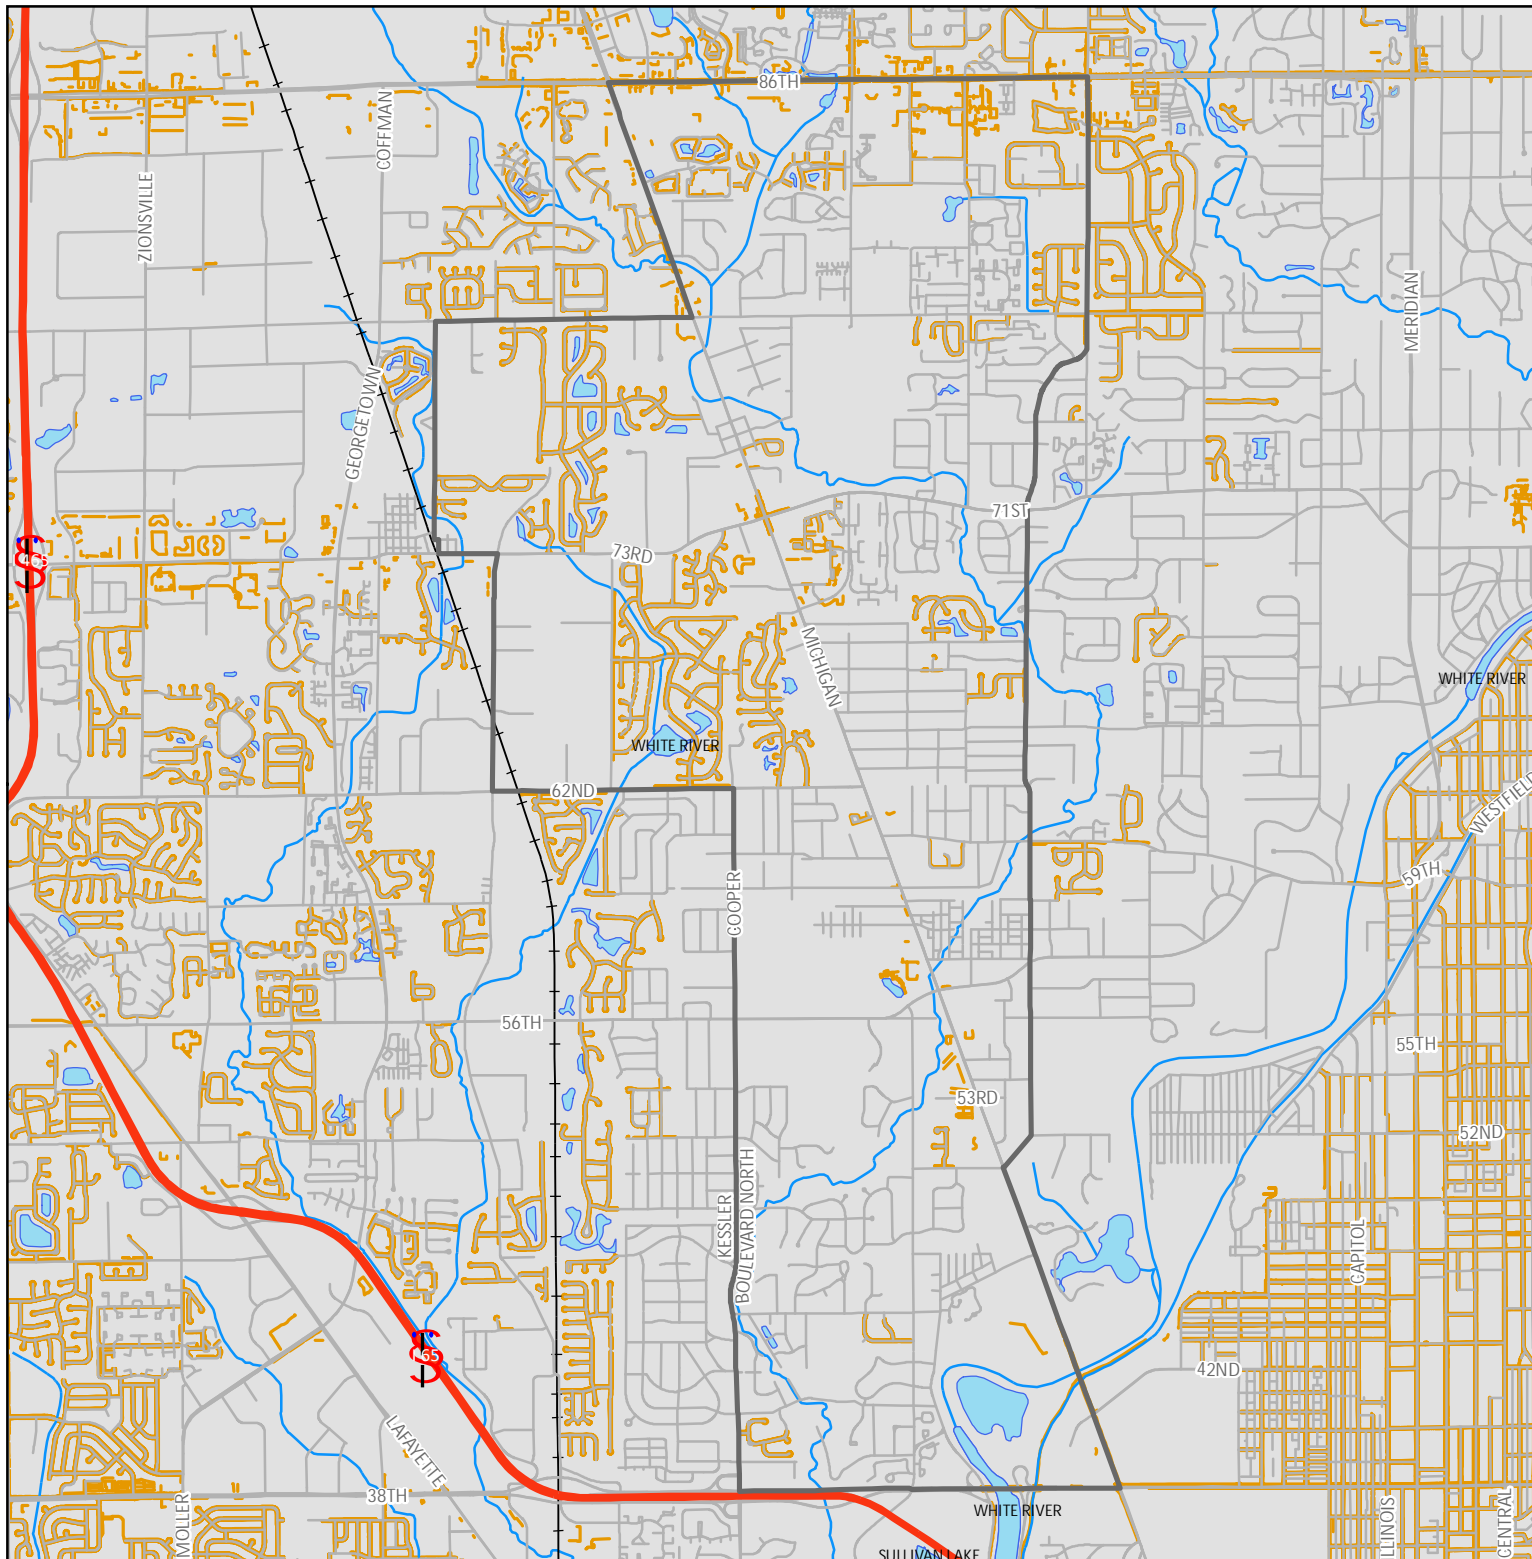 86TH
COFFMAN
ZIONSVILLE
MERIDIAN
GEORGETOWN
71ST
73RD
MICHIGAN
WHITE RIVER
WHITE RIVER
62ND
WESTFIELD
59TH
COOPER
56TH
55TH
53RD
52ND
KESSLER
BOULEVARD NORTH
CAPITOL
65
42ND
LAFAYETTE
38TH
MOLLER
WHITE RIVER
ILLINOIS
CENTRAL
SULLIVAN LAKE